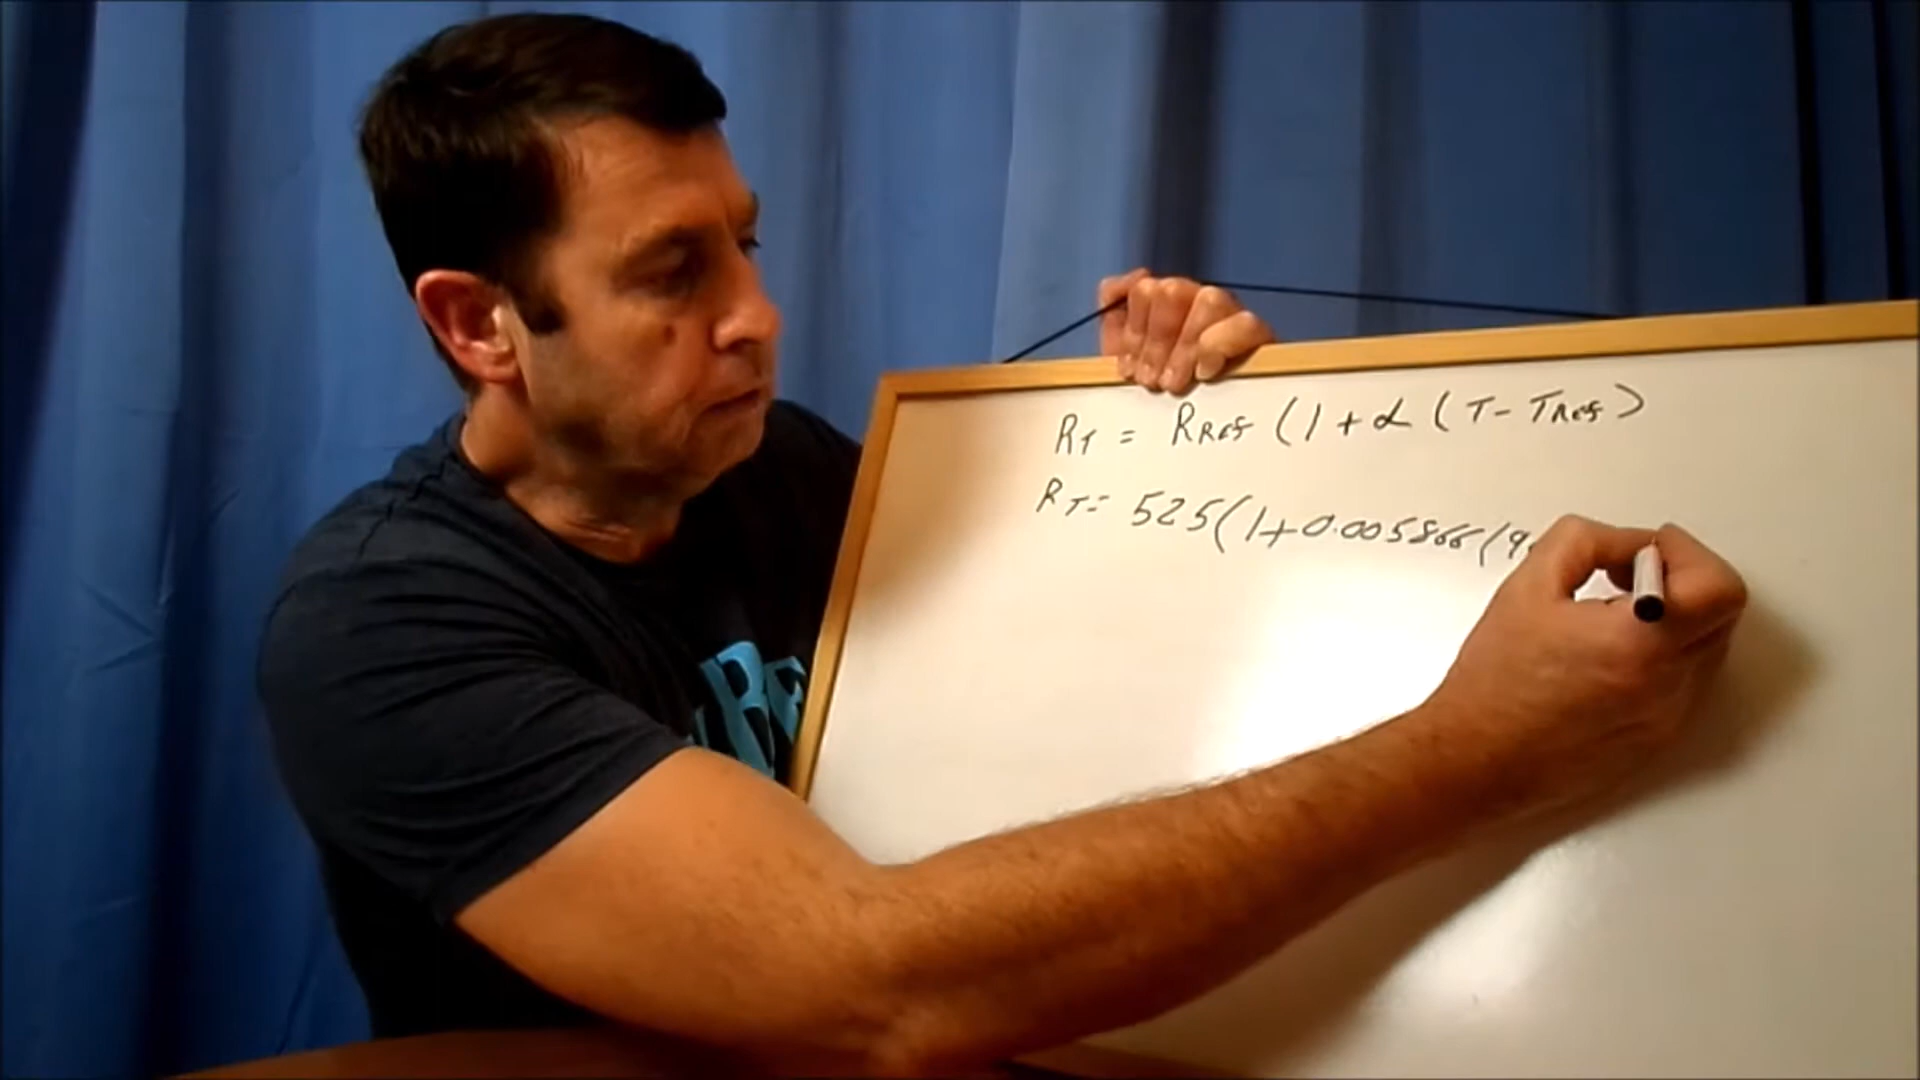 RT = RRef (1 + α (T - TRef)
RT = 525(1+0.005866(9